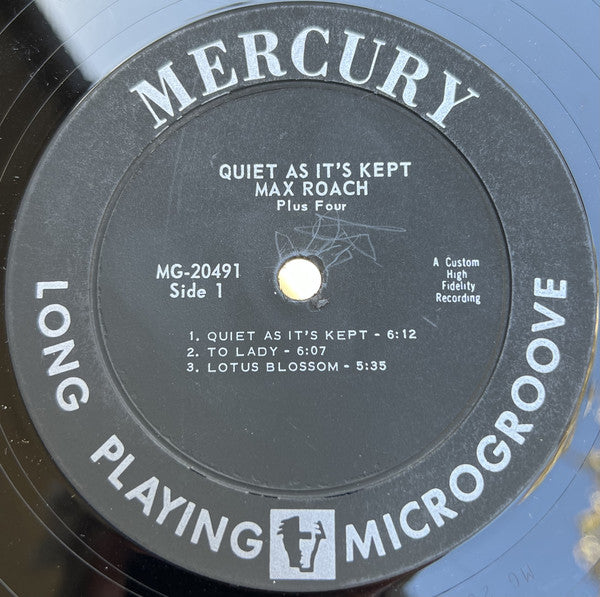 MERCURY
QUIET AS IT'S KEPT
MAX ROACH
Plus Four
MG-20491
Side 1
A Custom
High
Fidelity
Recording
1. QUIET AS IT'S KEPT - 6:12
2. TO LADY - 6:07
3. LOTUS BLOSSOM - 5:35
LONG PLAYING MICROGROOVE